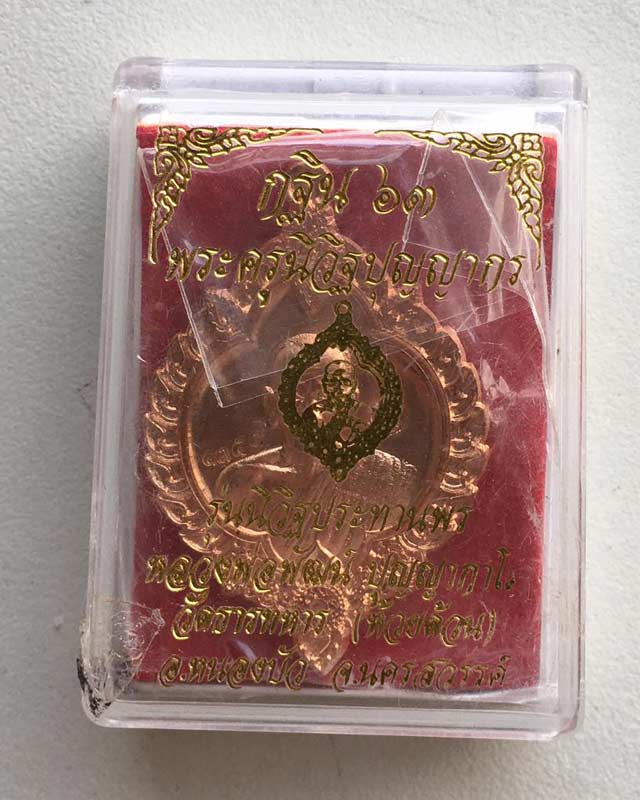 กฐิน ๖๓
พระครูนิวิฐปุญญากร
รุ่นนิวิฐประทานพร
หลวงพ่อพัฒน์ ปุญญากาโม
วัดธารทหาร (ห้วยด้วน)
อ.หนองบัว จ.นครสวรรค์